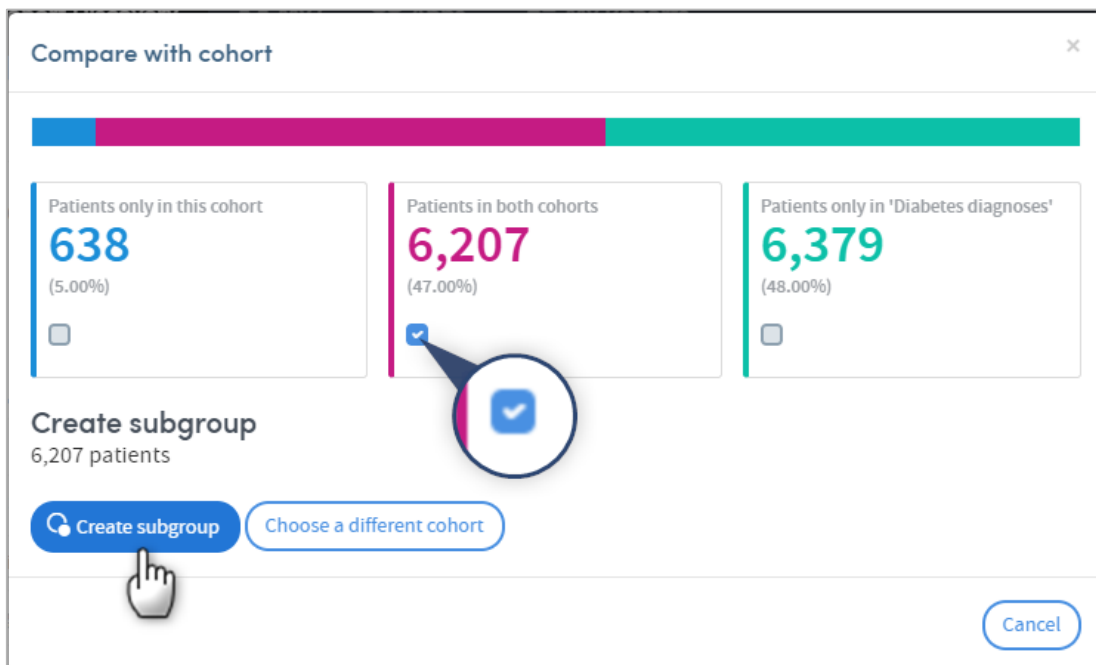 Compare with cohort
×
Patients only in this cohort
638
(5.00%)
Patients in both cohorts
6,207
(47.00%)
Patients only in 'Diabetes diagnoses'
6,379
(48.00%)
Create subgroup
6,207 patients
Create subgroup
Choose a different cohort
Cancel